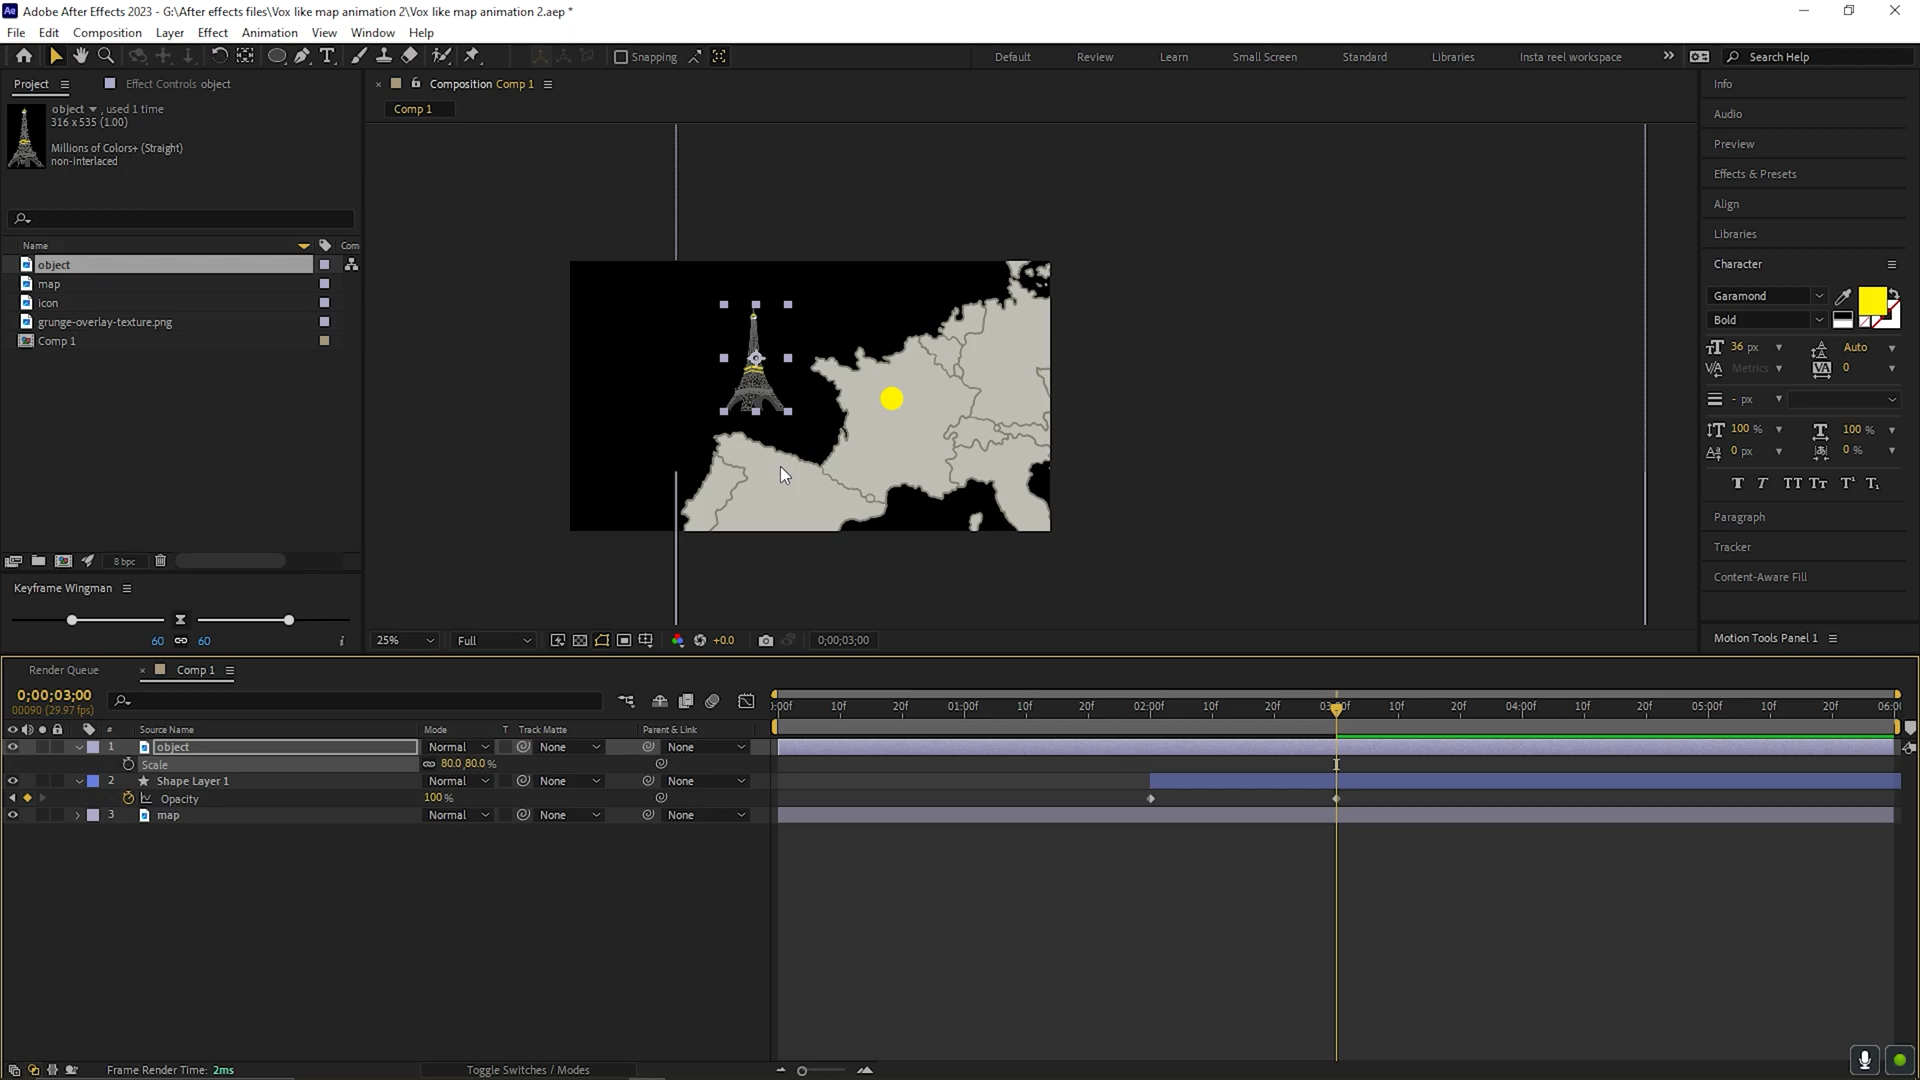 Ae Adobe After Effects 2023 - G:\After effects files\Vox like map animation 2\Vox like map animation 2.aep *
File Edit Composition Layer Effect Animation View Window Help
Snapping Default Review Learn Small Screen Standard Libraries Insta reel workspace Search Help
Project Effect Controls object
object , used 1 time
316 x 535 (1.00)
Millions of Colors+ (Straight)
non-interlaced
Name Com
object
map
icon
grunge-overlay-texture.png
Comp 1
8 bpc
Keyframe Wingman
60 60 i
Composition Comp 1
Comp 1
25% Full +0.0 0;00;03;00
Info
Audio
Preview
Effects & Presets
Align
Libraries
Character
Garamond
Bold
36 px Auto
Metrics 0
- px
100 % 100 %
0 px 0 %
T T TT Tt T¹ T₁
Paragraph
Tracker
Content-Aware Fill
Motion Tools Panel 1
Render Queue Comp 1
0;00;03;00
00090 (29.97 fps)
:00f 10f 20f 01:00f 10f 20f 02:00f 10f 20f 10f 20f 04:00f 10f 20f 05:00f 10f 20f 06:0
# Source Name Mode T Track Matte Parent & Link
1 object Normal None None
Scale 80.0,80.0 %
2 Shape Layer 1 Normal None None
Opacity 100 %
3 map Normal None None
Frame Render Time: 2ms Toggle Switches / Modes